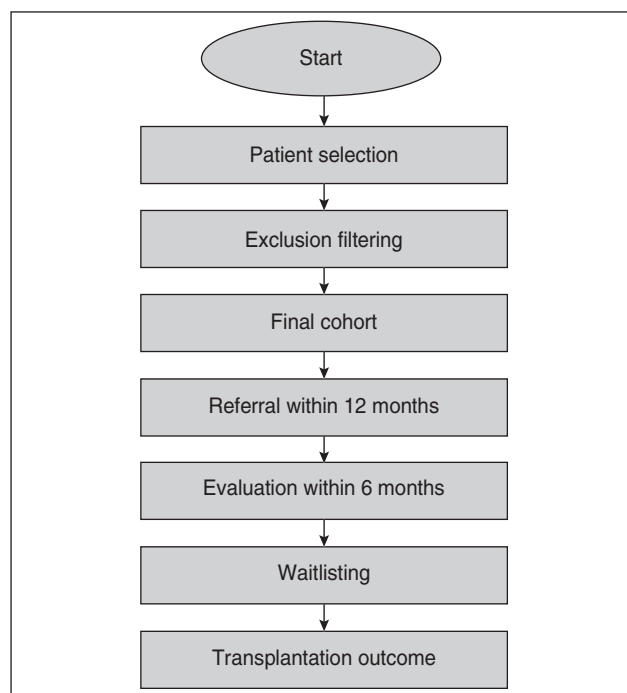 Start
Patient selection
Exclusion filtering
Final cohort
Referral within 12 months
Evaluation within 6 months
Waitlisting
Transplantation outcome